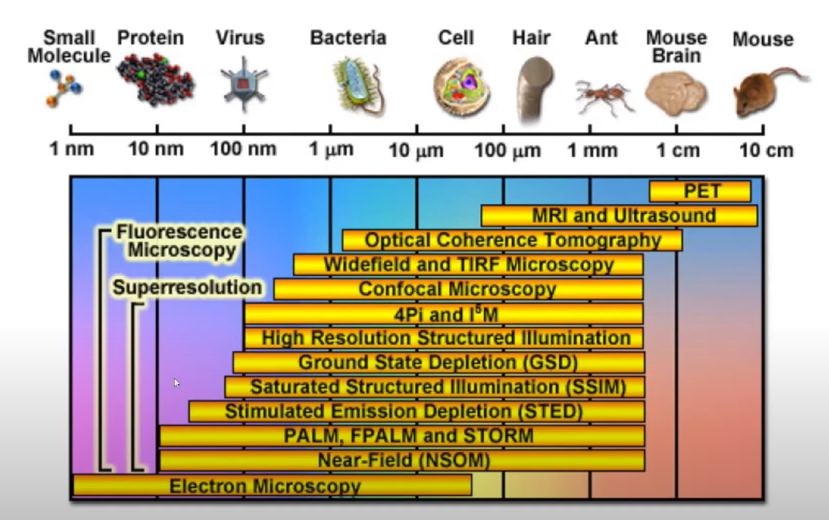 Small
Molecule
Protein
Virus
Bacteria
Cell
Hair
Ant
Mouse
Brain
Mouse
1 nm
10 nm
100 nm
1 µm
10 µm
100 µm
1 mm
1 cm
10 cm
PET
MRI and Ultrasound
Fluorescence
Microscopy
Optical Coherence Tomography
Widefield and TIRF Microscopy
Superresolution
Confocal Microscopy
4Pi and I⁵M
High Resolution Structured Illumination
Ground State Depletion (GSD)
Saturated Structured Illumination (SSIM)
Stimulated Emission Depletion (STED)
PALM, FPALM and STORM
Near-Field (NSOM)
Electron Microscopy